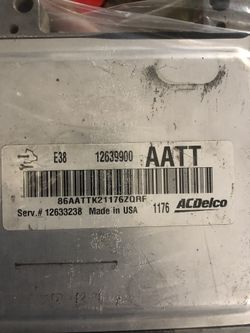 E38 12639900 AATT
86AATTK21176ZQRF
Serv.# 12633238 Made in USA 1176 ACDelco